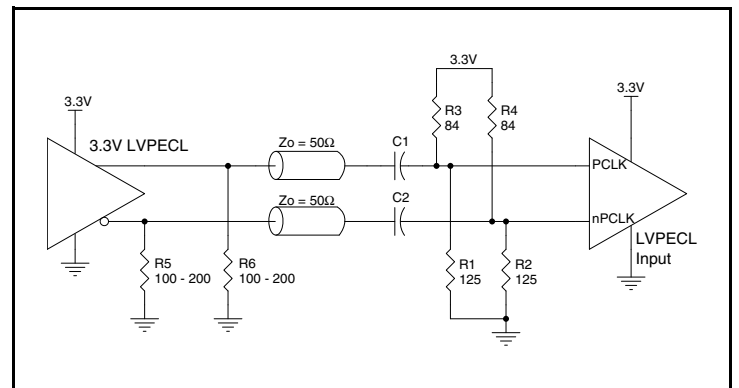 3.3V
3.3V
3.3V
R3
84
R4
84
3.3V LVPECL
Zo = 50Ω
C1
PCLK
Zo = 50Ω
C2
nPCLK
LVPECL
Input
R5
100 - 200
R6
100 - 200
R1
125
R2
125